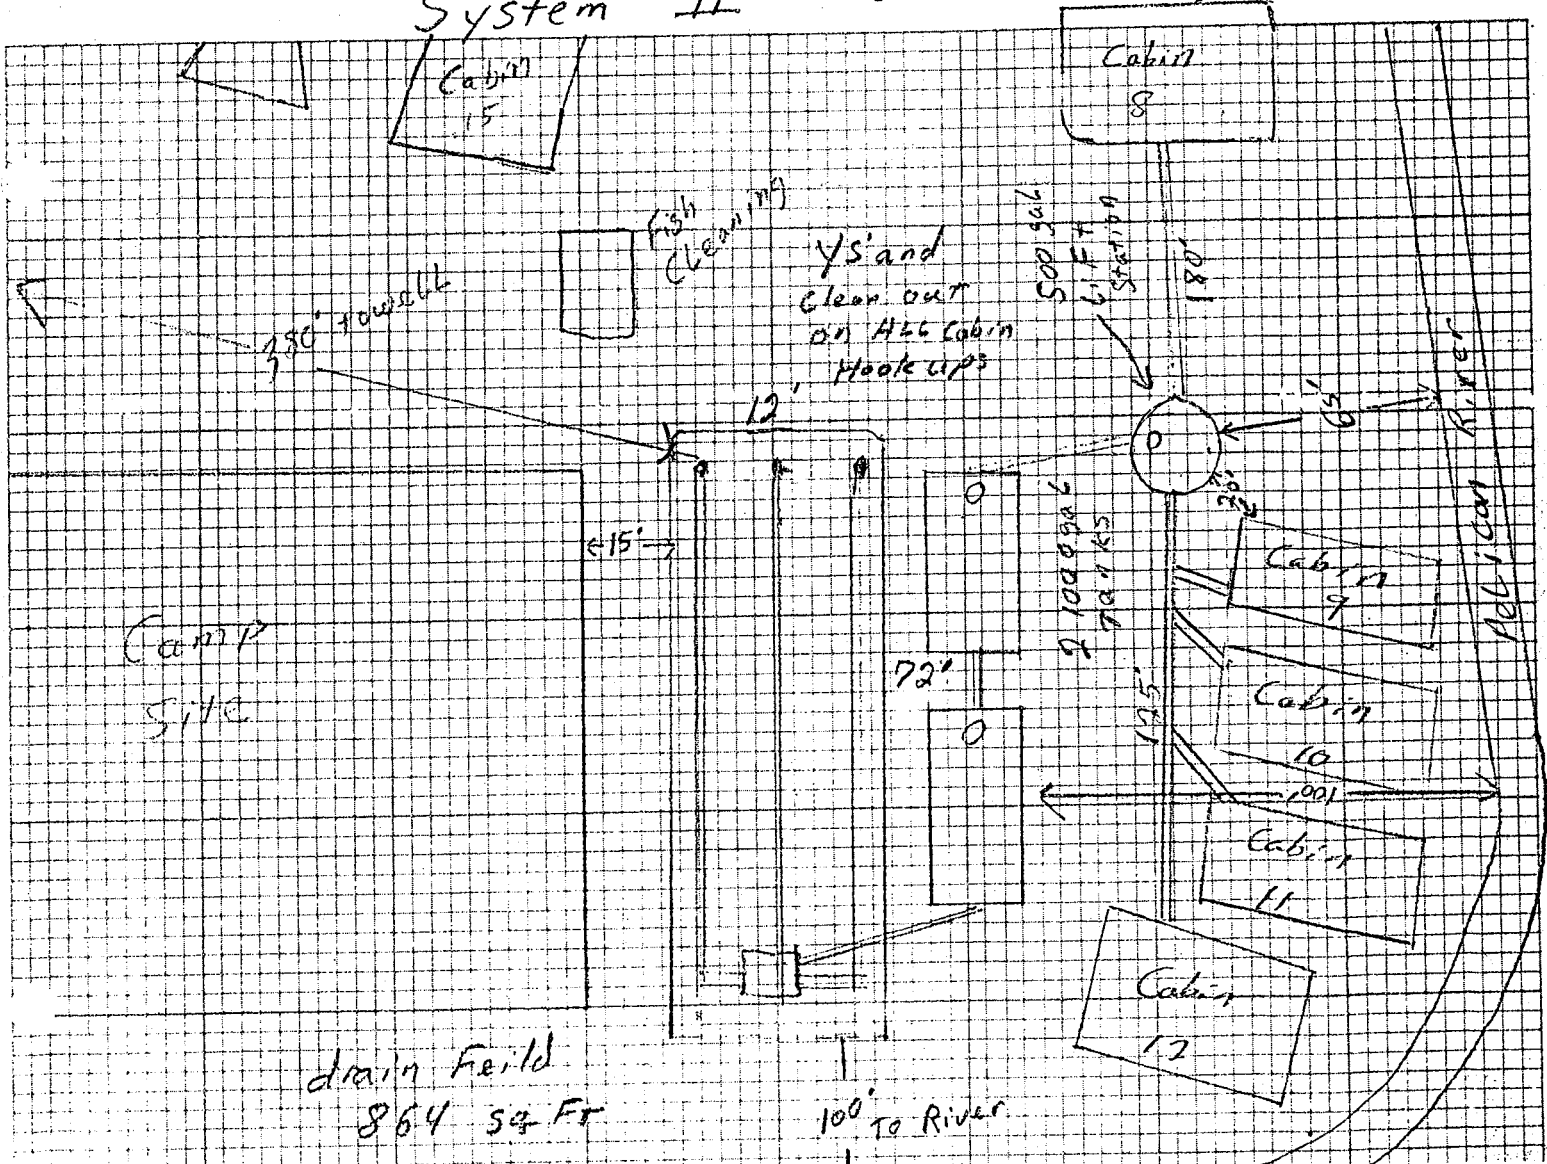 System II
Cabin
15
Cabin
8
Fish
CLeaning
Y's and
Clean out
on ALL Cabin
Hook ups
500 gal
LiFt
Station
180'
380' to weLL
12'
65'
Pelican River
20'
15'
2 1000 gal
Tanks
Cabin
9
Camp
Site
72'
175'
Cabin
10
100'
Cabin
11
Cabin
12
drain Feild
864 sq Ft
100'
To River